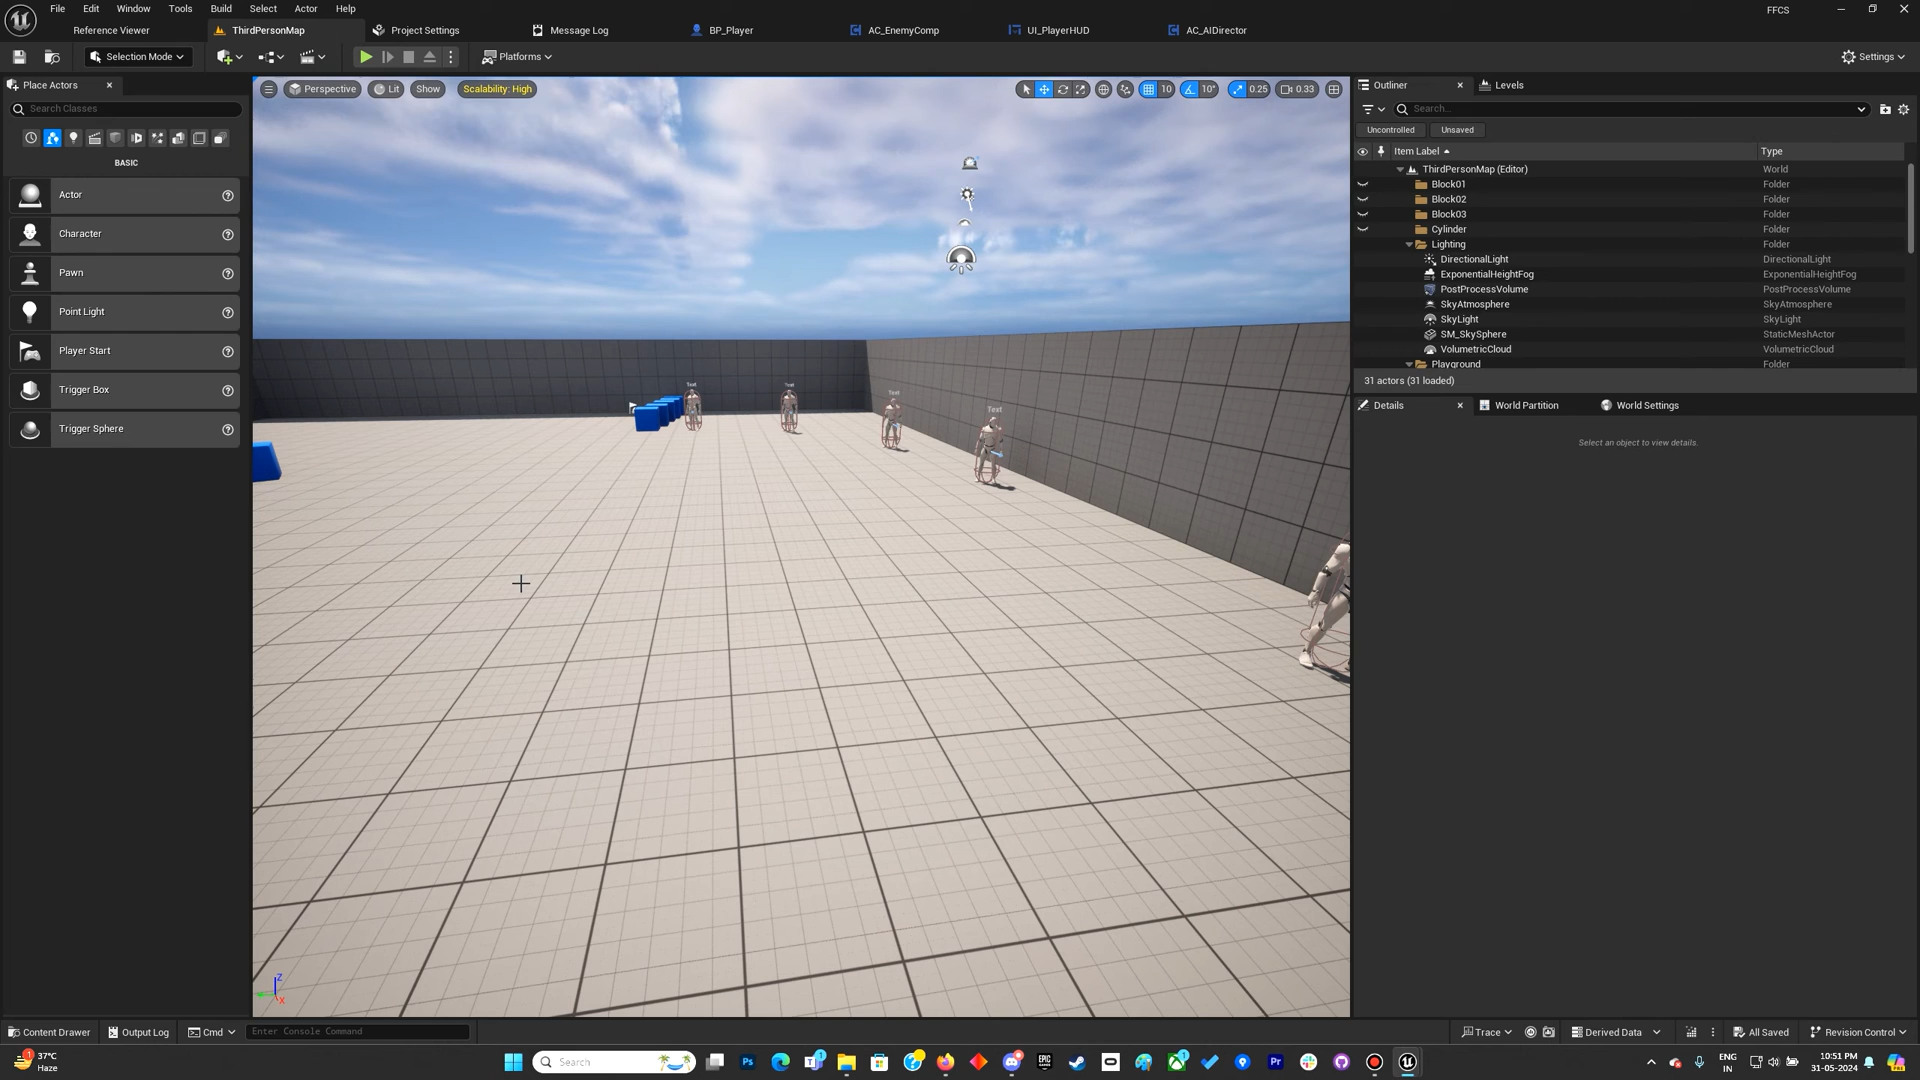 File Edit Window Tools Build Select Actor Help FFCS
Reference Viewer ThirdPersonMap Project Settings Message Log BP_Player AC_EnemyComp UI_PlayerHUD AC_AIDirector
Selection Mode Platforms Settings
Place Actors
Search Classes
BASIC
Actor
Character
Pawn
Point Light
Player Start
Trigger Box
Trigger Sphere
Perspective Lit Show Scalability: High 10 10° 0.25 0.33
Text
Text
Text
Text
Z
X
Outliner Levels
Search...
Uncontrolled Unsaved
Item Label Type
ThirdPersonMap (Editor) World
Block01 Folder
Block02 Folder
Block03 Folder
Cylinder Folder
Lighting Folder
DirectionalLight DirectionalLight
ExponentialHeightFog ExponentialHeightFog
PostProcessVolume PostProcessVolume
SkyAtmosphere SkyAtmosphere
SkyLight SkyLight
SM_SkySphere StaticMeshActor
VolumetricCloud VolumetricCloud
Playground Folder
31 actors (31 loaded)
Details World Partition World Settings
Select an object to view details.
Content Drawer Output Log Cmd Enter Console Command Trace Derived Data All Saved Revision Control
1 37°C
Haze
Search
ENG
IN
10:51 PM
31-05-2024